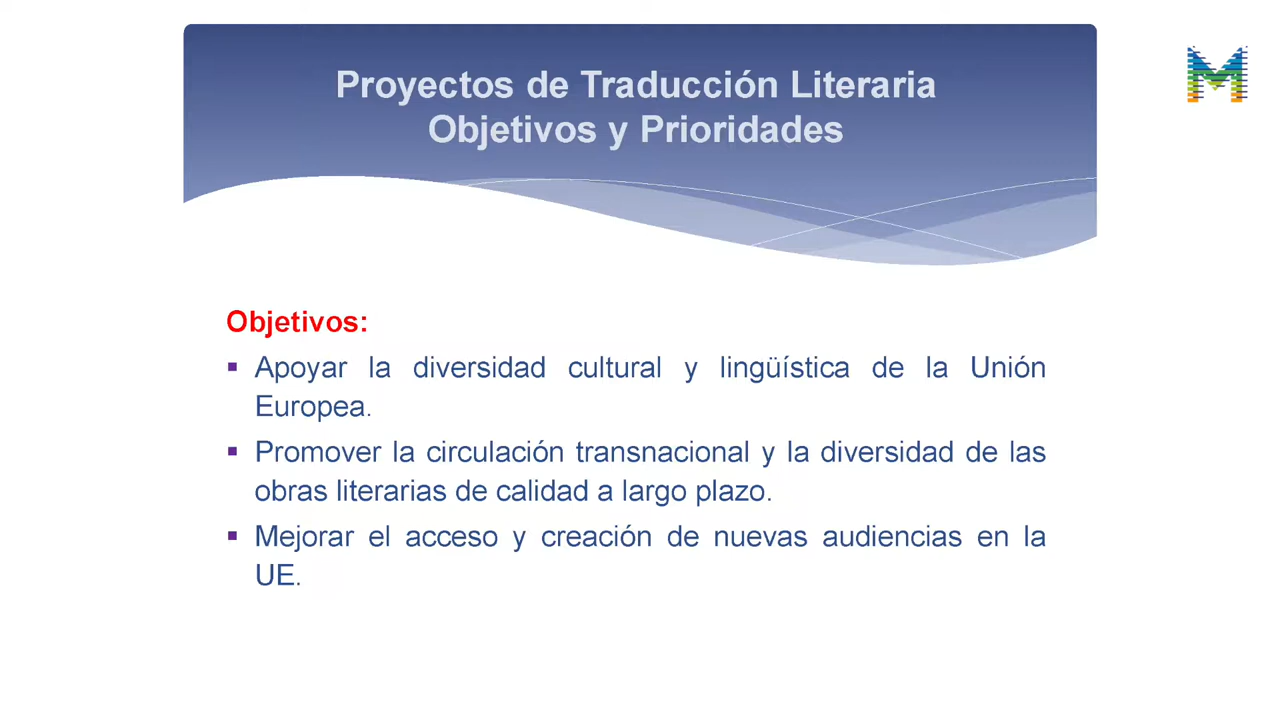 Proyectos de Traducción Literaria
Objetivos y Prioridades
Objetivos:
▪ Apoyar la diversidad cultural y lingüística de la Unión
Europea.
▪ Promover la circulación transnacional y la diversidad de las
obras literarias de calidad a largo plazo.
▪ Mejorar el acceso y creación de nuevas audiencias en la
UE.
M